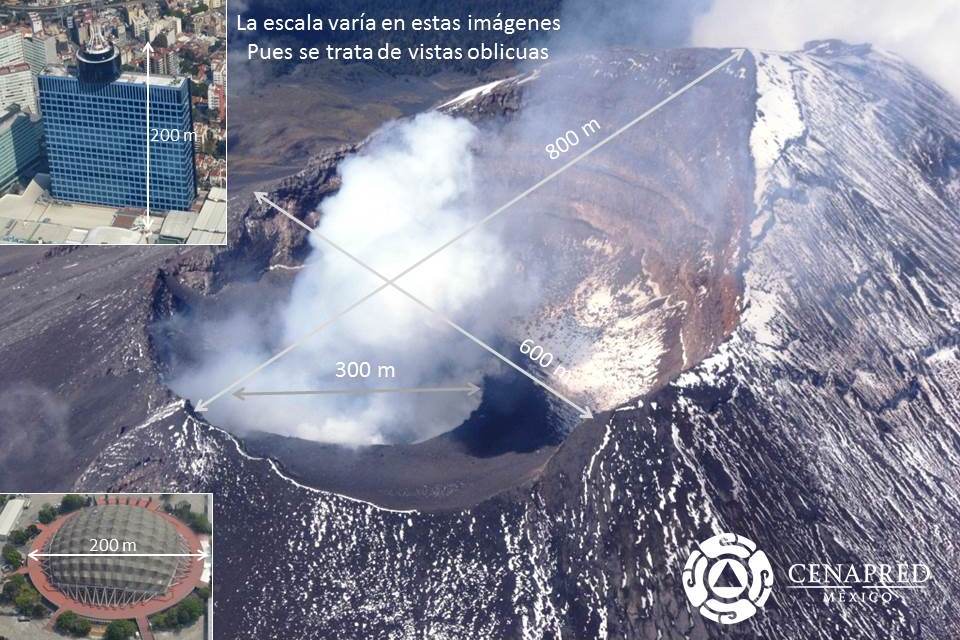 La escala varía en estas imágenes
Pues se trata de vistas oblicuas
200 m
800 m
600 m
300 m
200 m
CENAPRED
MÉXICO